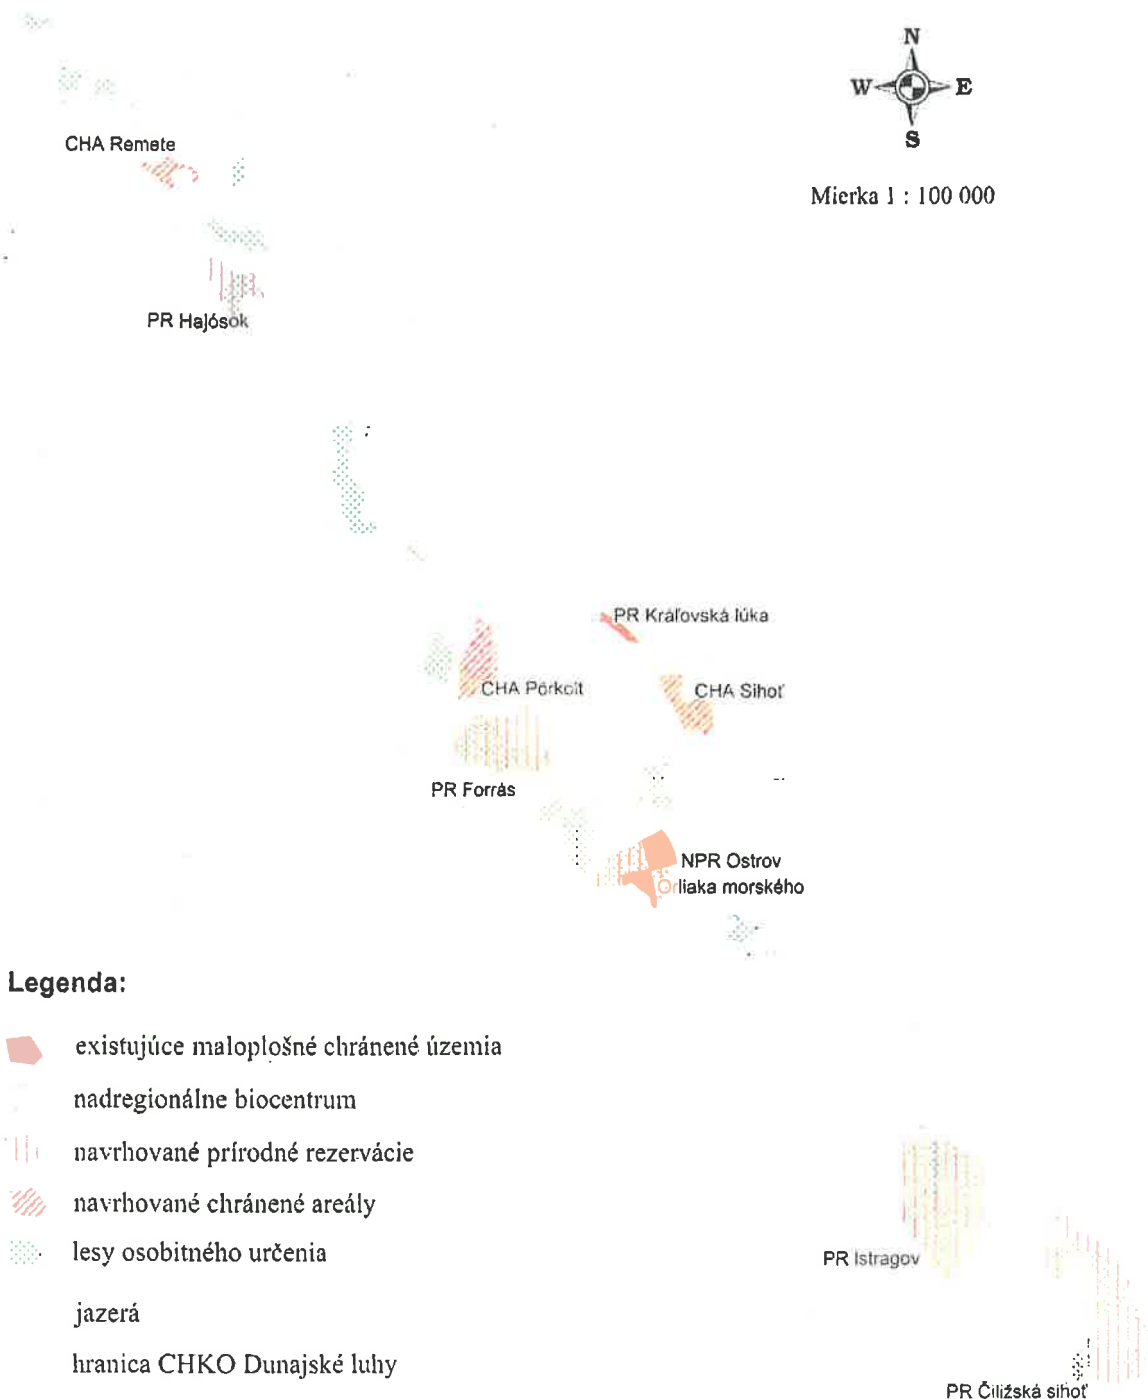 N
W E
S
Mierka 1 : 100 000
CHA Remete
PR Hajósok
PR Kráľovská lúka
CHA Pörkölt
CHA Sihoť
PR Forrás
NPR Ostrov
Orliaka morského
Legenda:
existujúce maloplošné chránené územia
nadregionálne biocentrum
navrhované prírodné rezervácie
navrhované chránené areály
lesy osobitného určenia
jazerá
hranica CHKO Dunajské luhy
PR Istragov
PR Čiližská sihoť